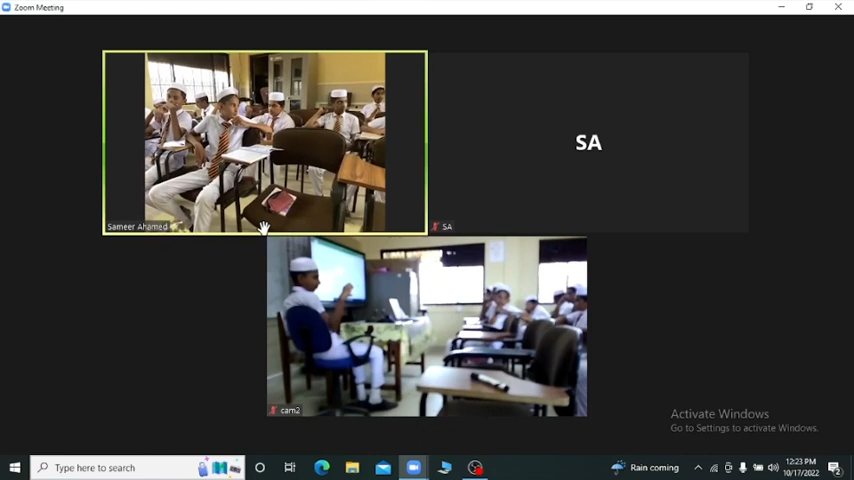 Zoom Meeting
SA
Sameer Ahamed
SA
cam2
Activate Windows
Go to Settings to activate Windows.
Type here to search
Rain coming
12:23 PM
10/17/2022
2